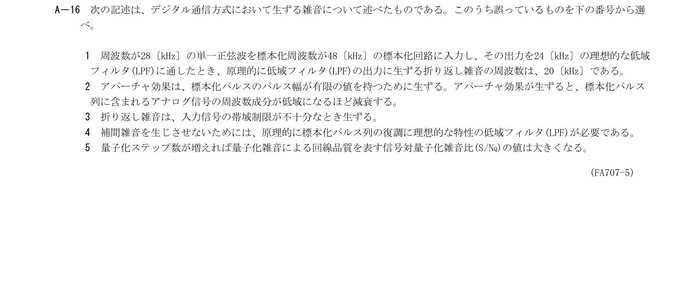 A－16 次の記述は、デジタル通信方式において生ずる雑音について述べたものである。このうち誤っているものを下の番号から選
べ。
1 周波数が28〔kHz〕の単一正弦波を標本化周波数が48〔kHz〕の標本化回路に入力し、その出力を24〔kHz〕の理想的な低域
フィルタ(LPF)に通したとき、原理的に低域フィルタ(LPF)の出力に生ずる折り返し雑音の周波数は、20〔kHz〕である。
2 アパーチャ効果は、標本化パルスのパルス幅が有限の値を持つために生ずる。アパーチャ効果が生ずると、標本化パルス
列に含まれるアナログ信号の周波数成分が低域になるほど減衰する。
3 折り返し雑音は、入力信号の帯域制限が不十分なとき生ずる。
4 補間雑音を生じさせないためには、原理的に標本化パルス列の復調に理想的な特性の低域フィルタ(LPF)が必要である。
5 量子化ステップ数が増えれば量子化雑音による回線品質を表す信号対量子化雑音比(S/Nq)の値は大きくなる。
(FA707-5)